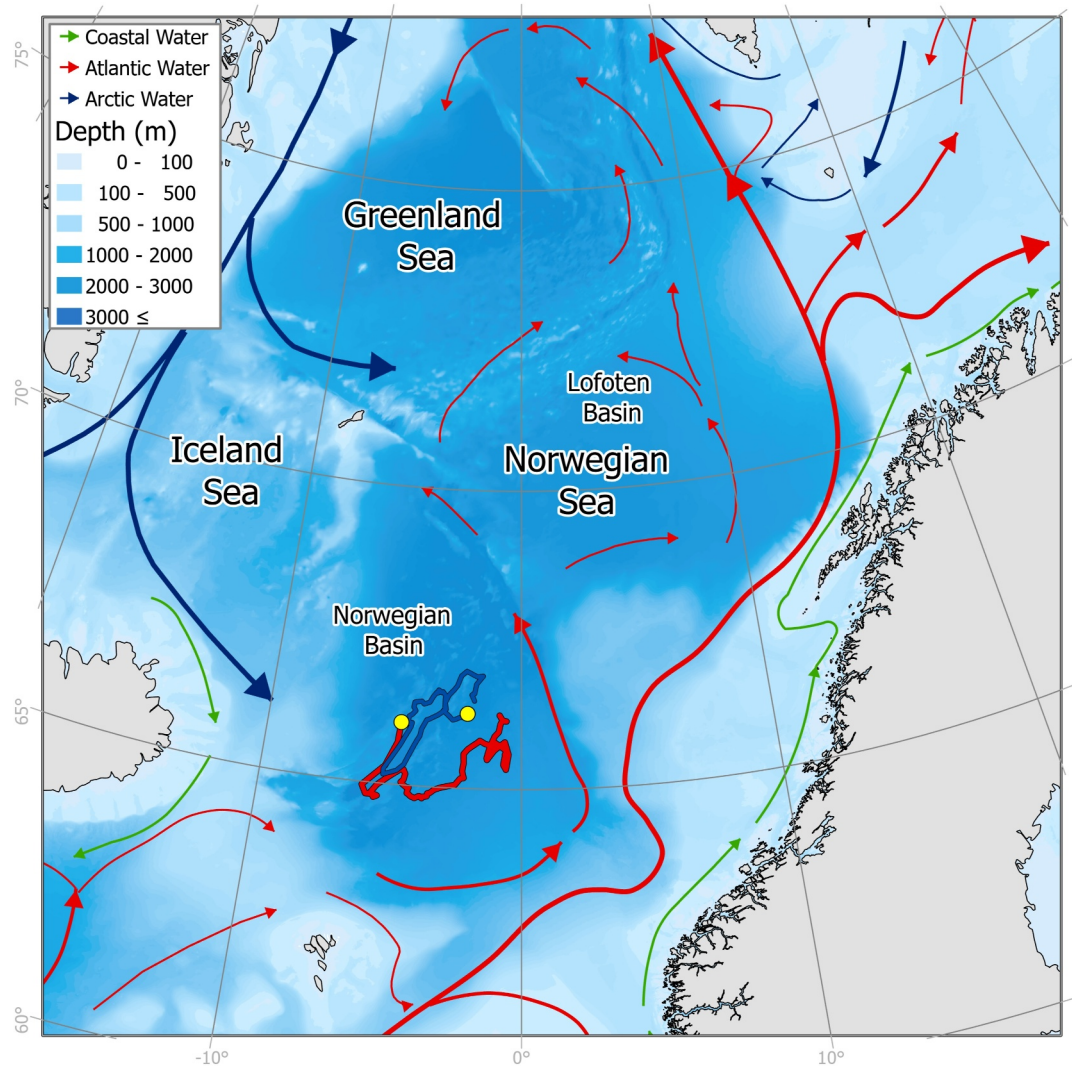 Coastal Water
Atlantic Water
Arctic Water
Depth (m)
0 - 100
100 - 500
500 - 1000
1000 - 2000
2000 - 3000
3000 ≤
Greenland
Sea
Lofoten
Basin
Iceland
Sea
Norwegian
Sea
Norwegian
Basin
75°
70°
65°
60°
-10°
0°
10°